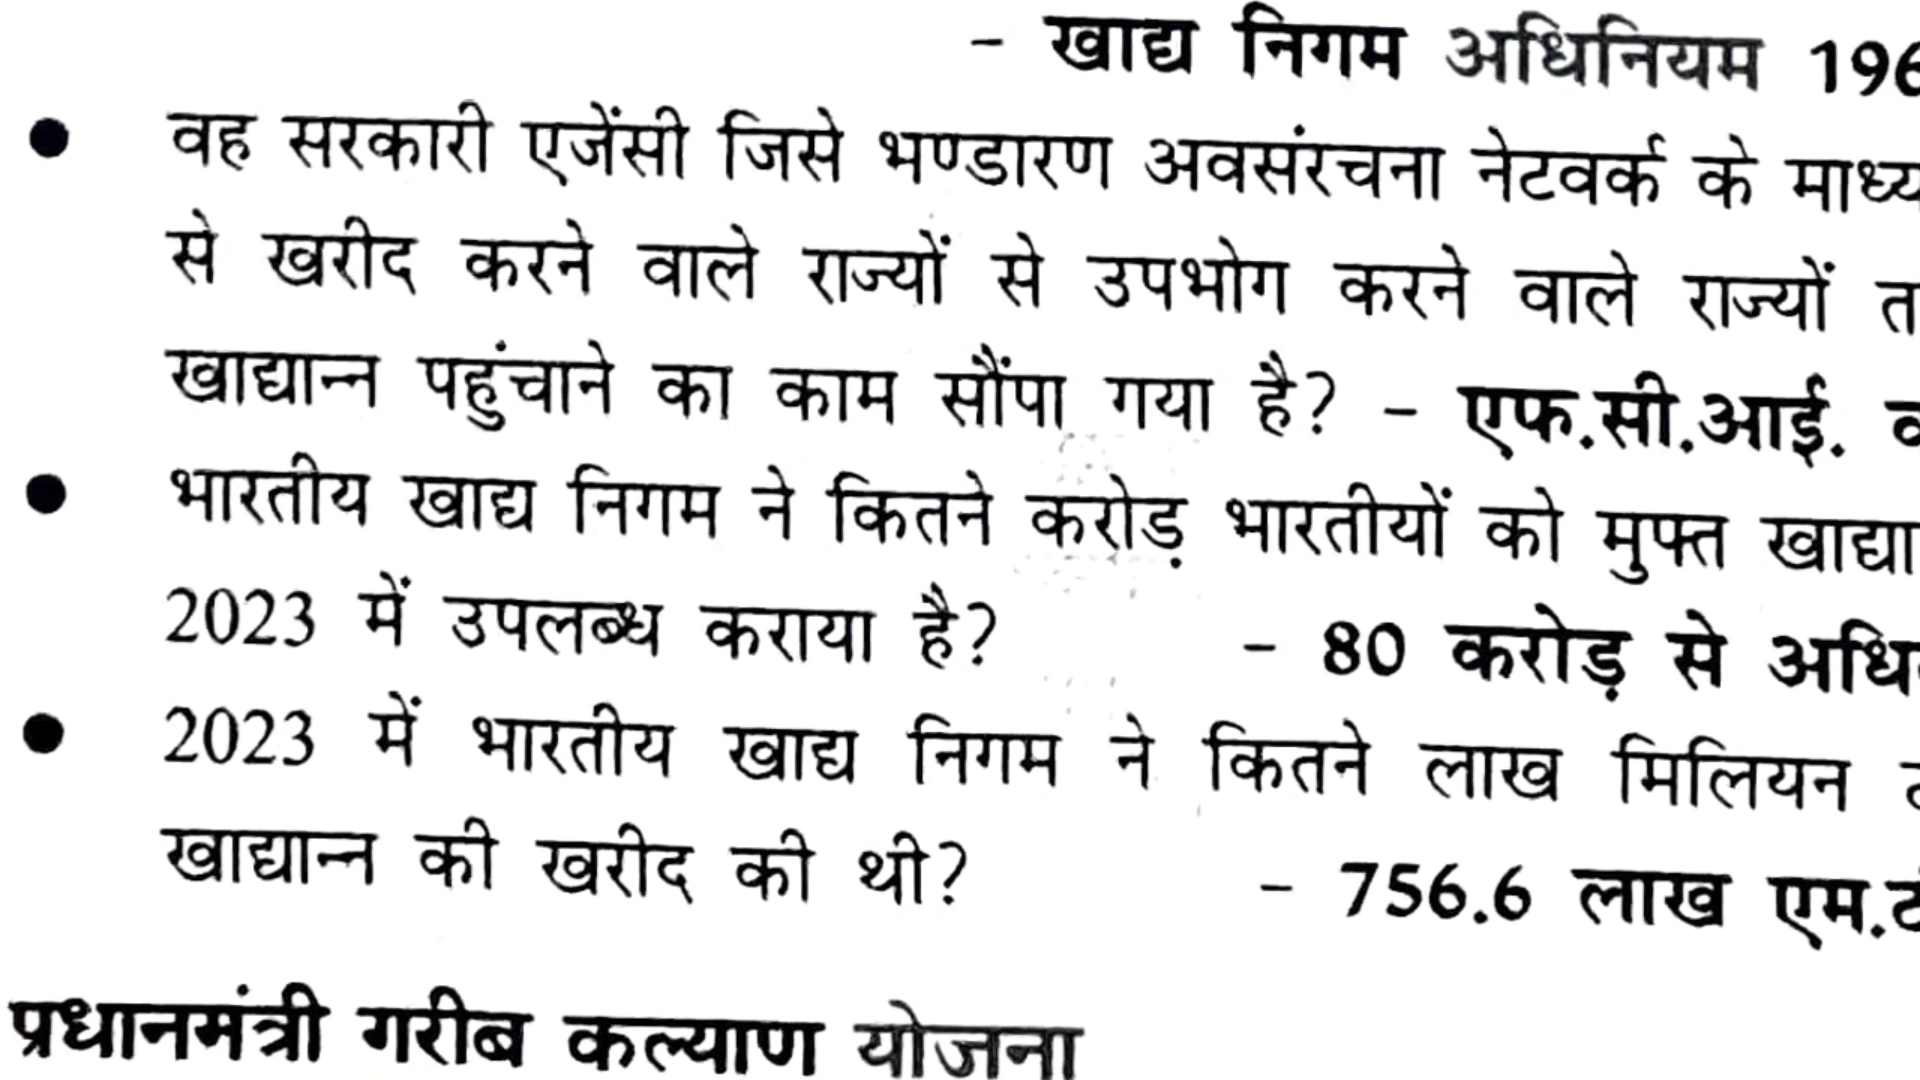 – खाद्य निगम अधिनियम 196
● वह सरकारी एजेंसी जिसे भण्डारण अवसंरचना नेटवर्क के माध्य
से खरीद करने वाले राज्यों से उपभोग करने वाले राज्यों त
खाद्यान्न पहुंचाने का काम सौंपा गया है? – एफ.सी.आई.
● भारतीय खाद्य निगम ने कितने करोड़ भारतीयों को मुफ्त खाद्या
2023 में उपलब्ध कराया है? – 80 करोड़ से अधि
● 2023 में भारतीय खाद्य निगम ने कितने लाख मिलियन
खाद्यान्न की खरीद की थी? – 756.6 लाख एम.
प्रधानमंत्री गरीब कल्याण योजना